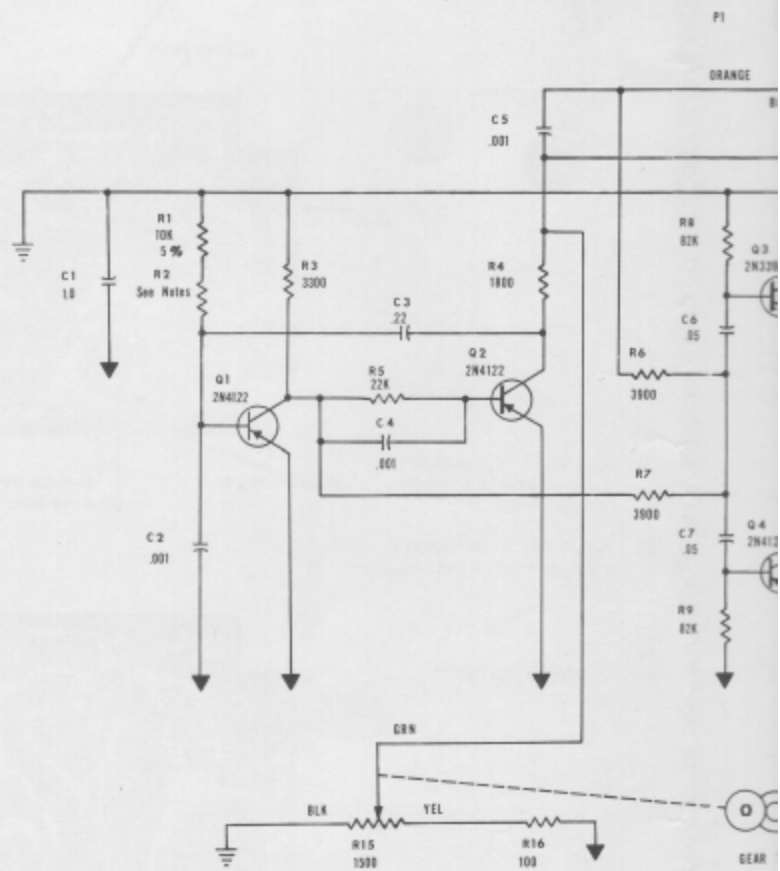 P1
ORANGE
C5
.001
R1
10K
5%
R2
See Notes
C1
1.0
R3
3300
R4
1800
C3
.22
R8
82K
Q3
C6
.05
R6
3900
Q1
2N4122
R5
22K
Q2
2N4122
C4
.001
R7
3900
C2
.001
C7
.05
Q4
R9
82K
GRN
BLK
YEL
R15
1500
R16
100
GEAR